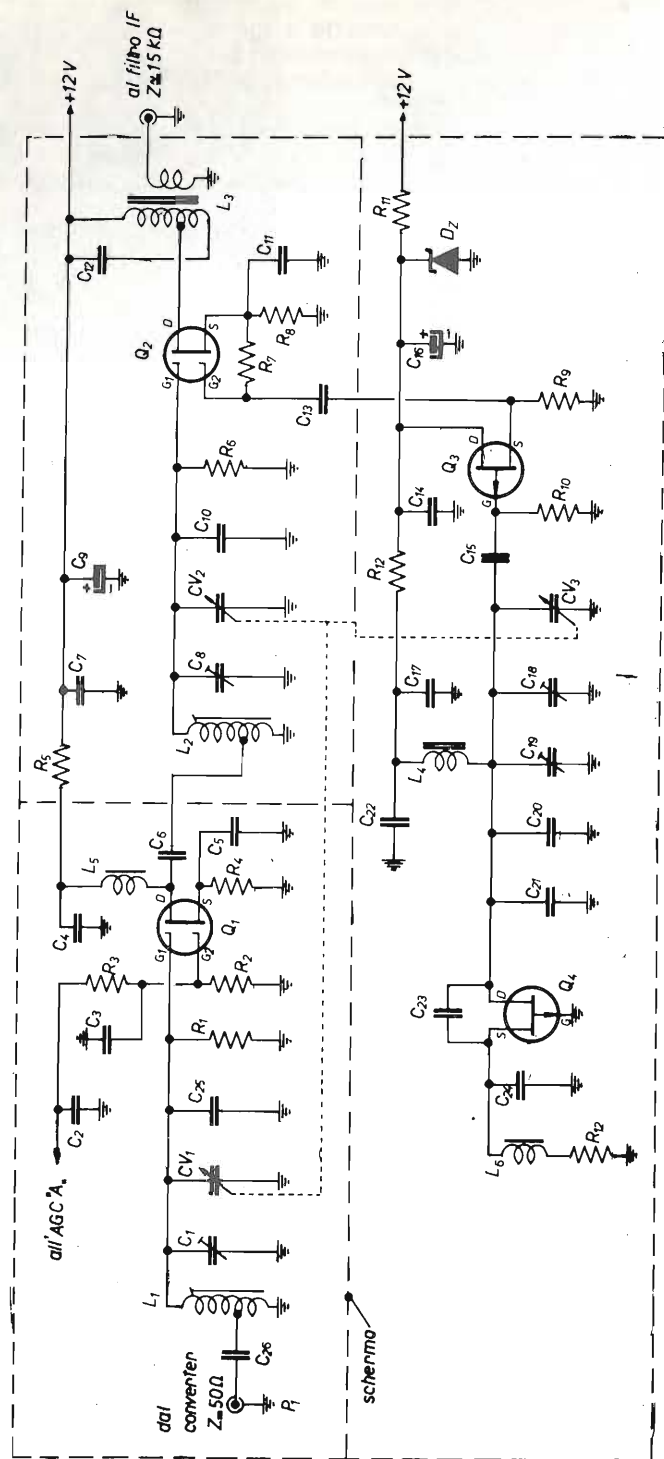 all'AGC "A"
C2
C3
R3
C4
L5
R5
C7
C9
+
-
+12V
C12
L3
al filtro IF
Z=15 KΩ
dal
converter
Z=50Ω
P1
C26
L1
C1
CV1
C25
R1
R2
G1
G2
D
S
Q1
R4
C5
C6
L2
C8
CV2
C10
R6
G1
G2
D
S
Q2
R7
R8
C11
C13
schermo
L6
R12
C24
C23
S
D
G
Q4
C21
C20
C19
C18
CV3
C22
L4
C17
R12
C14
C15
G
D
S
Q3
R10
R9
C16
+
-
DZ
R11
+12V